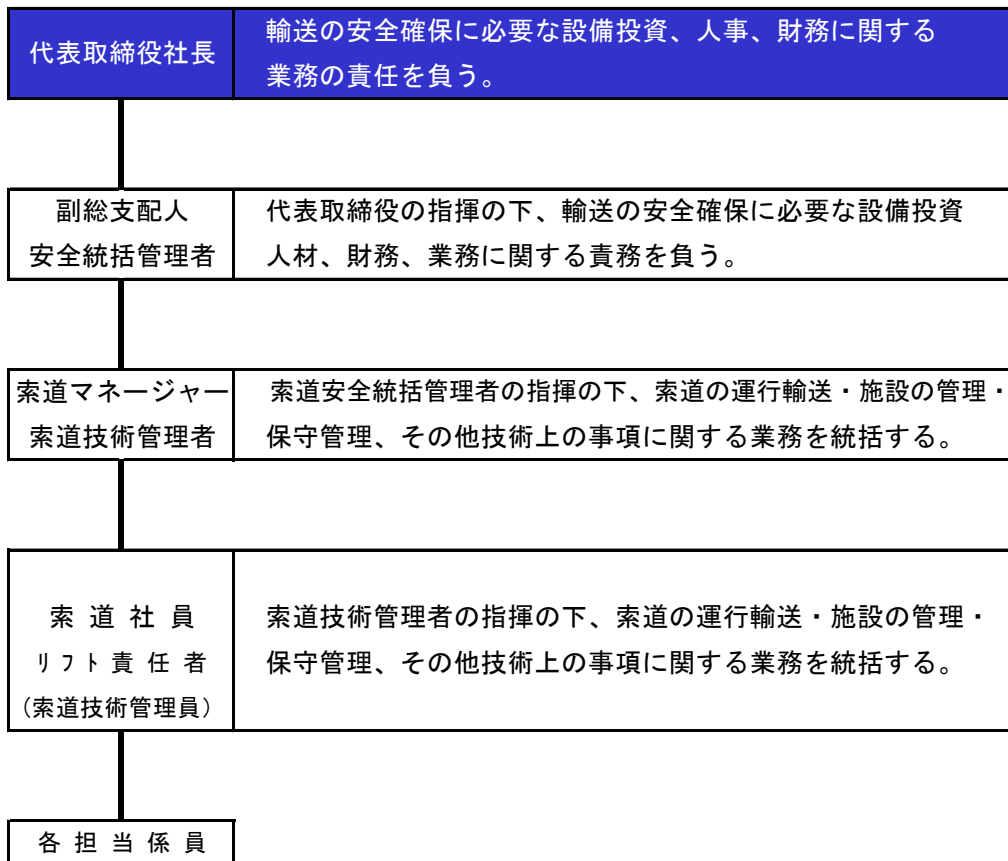 代表取締役社長
輸送の安全確保に必要な設備投資、人事、財務に関する
業務の責任を負う。
副総支配人
安全統括管理者
代表取締役の指揮の下、輸送の安全確保に必要な設備投資
人材、財務、業務に関する責務を負う。
索道マネージャー
索道技術管理者
索道安全統括管理者の指揮の下、索道の運行輸送・施設の管理・
保守管理、その他技術上の事項に関する業務を統括する。
索 道 社 員
ﾘﾌﾄ責任者
(索道技術管理員)
索道技術管理者の指揮の下、索道の運行輸送・施設の管理・
保守管理、その他技術上の事項に関する業務を統括する。
各 担 当 係 員